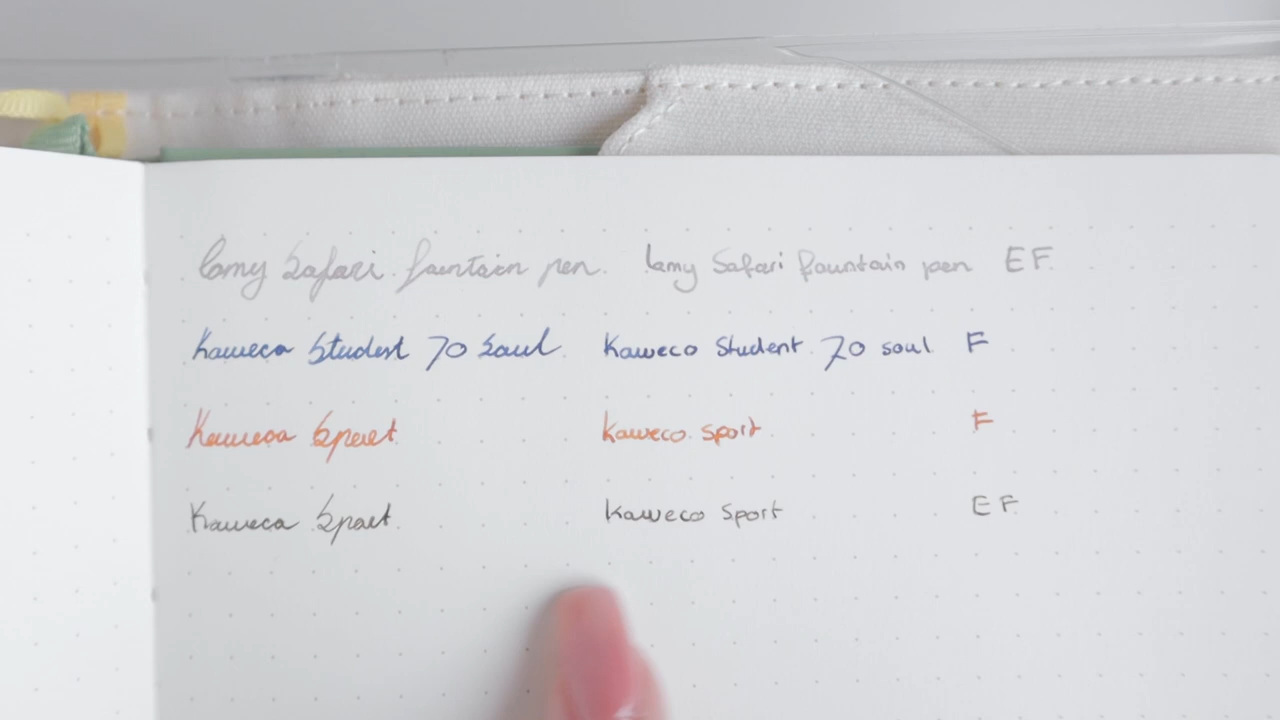 Lamy Safari fountain pen. Lamy Safari fountain pen EF
Kaweco Student 70 Soul Kaweco Student 70 soul F
Kaweco Sport Kaweco Sport F
Kaweco Sport Kaweco Sport EF